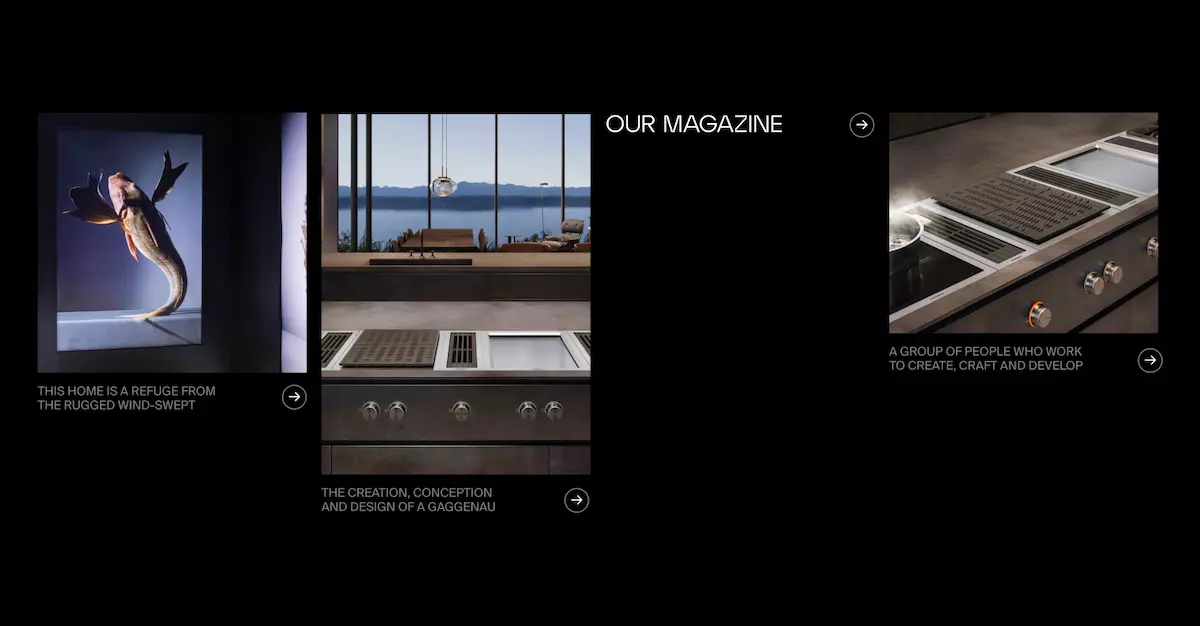 THIS HOME IS A REFUGE FROM
THE RUGGED WIND-SWEPT
THE CREATION, CONCEPTION
AND DESIGN OF A GAGGENAU
OUR MAGAZINE
A GROUP OF PEOPLE WHO WORK
TO CREATE, CRAFT AND DEVELOP